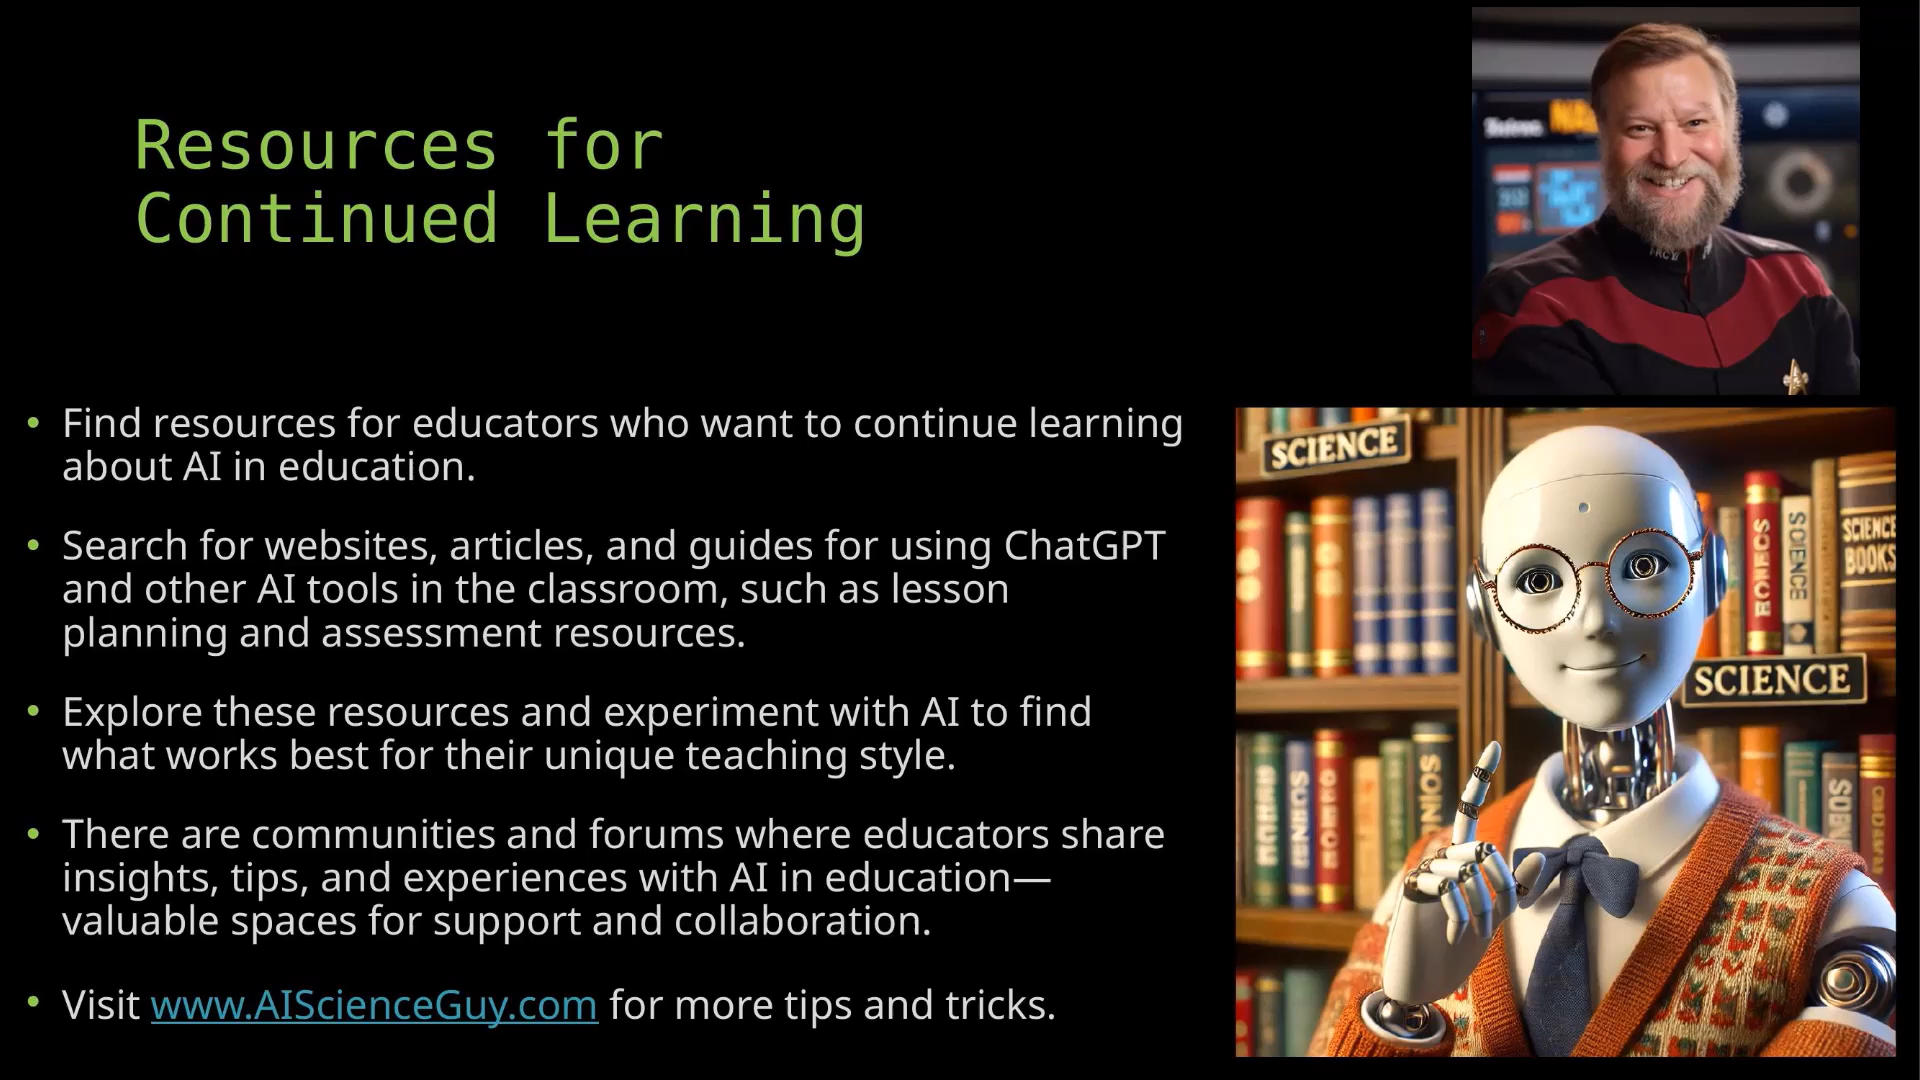 Resources for
Continued Learning
• Find resources for educators who want to continue learning
about AI in education.
• Search for websites, articles, and guides for using ChatGPT
and other AI tools in the classroom, such as lesson
planning and assessment resources.
• Explore these resources and experiment with AI to find
what works best for their unique teaching style.
• There are communities and forums where educators share
insights, tips, and experiences with AI in education—
valuable spaces for support and collaboration.
• Visit www.AIScienceGuy.com for more tips and tricks.
SCIENCE
SCIENCE
SCIENCE
BOOKS
SCIENCE